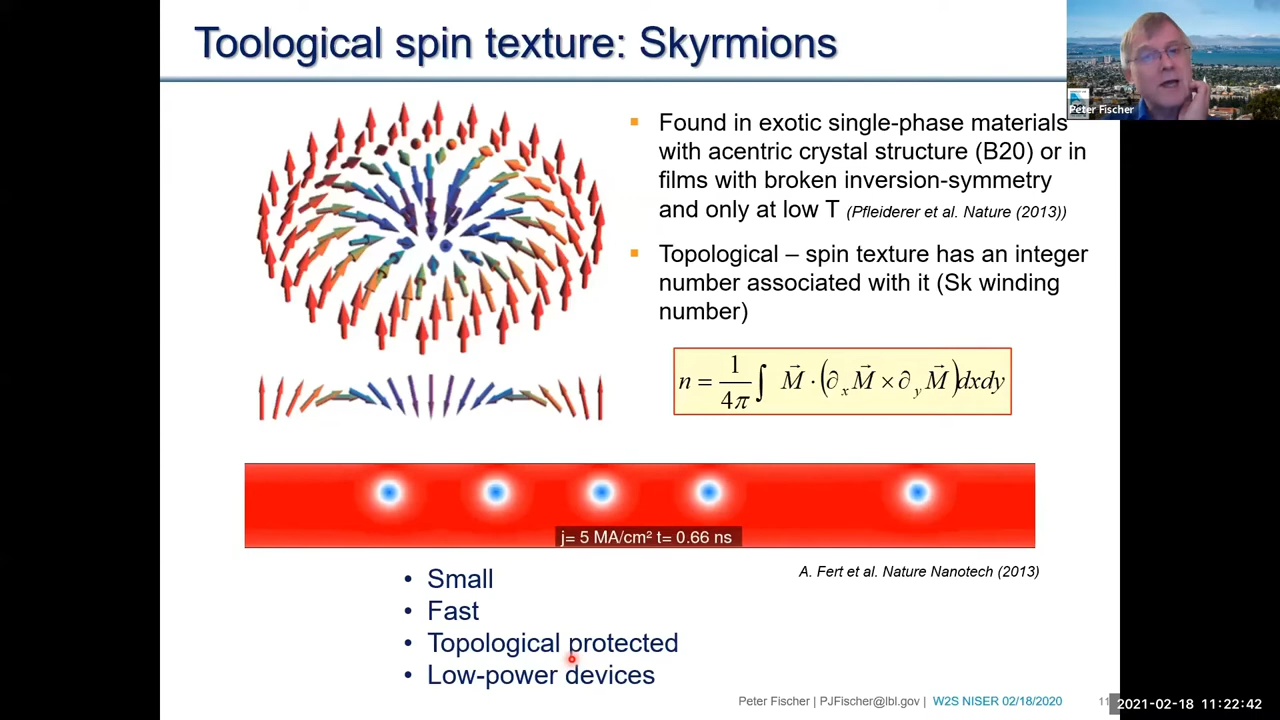 Toological spin texture: Skyrmions
Peter Fischer
▪ Found in exotic single-phase materials
with acentric crystal structure (B20) or in
films with broken inversion-symmetry
and only at low T (Pfleiderer et al. Nature (2013))
▪ Topological – spin texture has an integer
number associated with it (Sk winding
number)
n = 1/4π ∫ M⃗ · (∂ₓM⃗ × ∂ᵧM⃗)dxdy
j= 5 MA/cm² t= 0.66 ns
A. Fert et al. Nature Nanotech (2013)
• Small
• Fast
• Topological protected
• Low-power devices
Peter Fischer | PJFischer@lbl.gov | W2S NISER 02/18/2020
2021-02-18 11:22:42